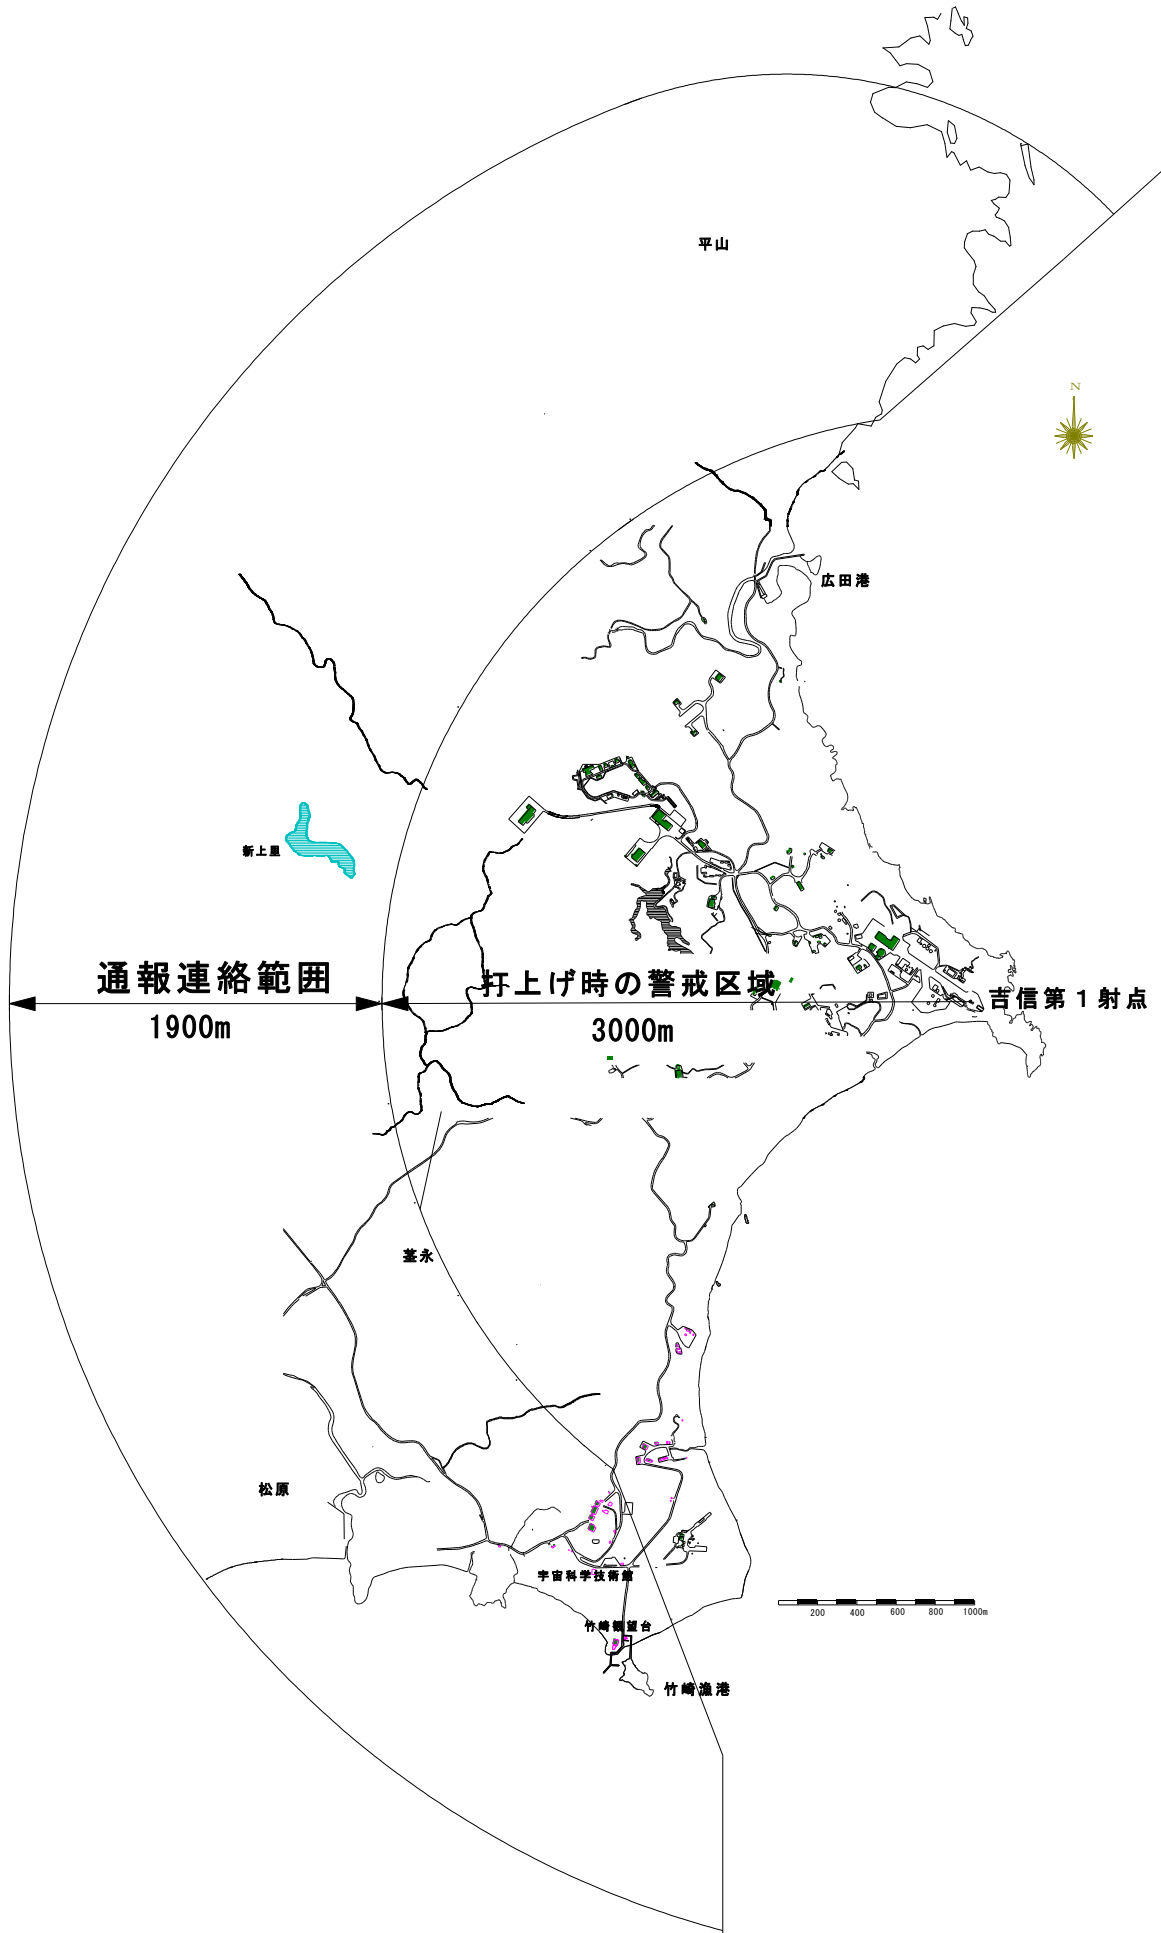 平山
N
広田港
新上里
通報連絡範囲
打上げ時の警戒区域
吉信第1射点
1900m
3000m
茎永
松原
宇宙科学技術館
200 400 600 800 1000m
竹崎観望台
竹崎漁港